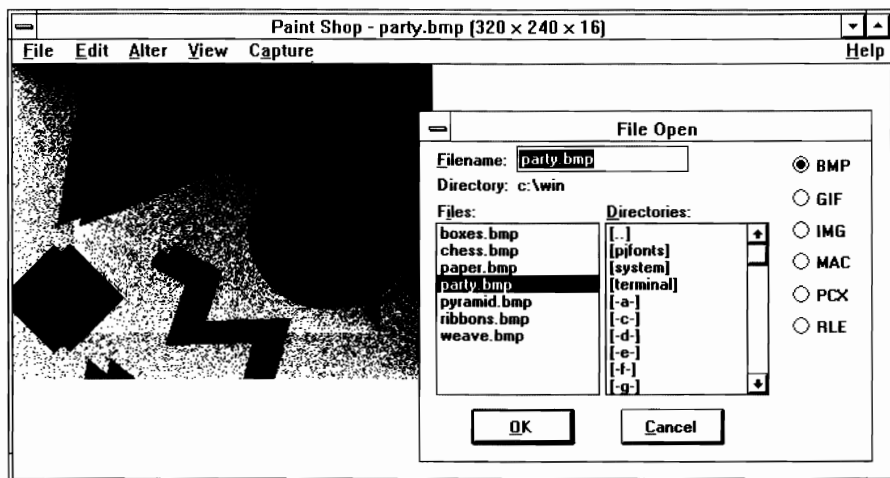 Paint Shop - party.bmp (320 × 240 × 16)
File Edit Alter View Capture Help
File Open
Filename: party.bmp
Directory: c:\win
Files: Directories:
boxes.bmp
chess.bmp
paper.bmp
party.bmp
pyramid.bmp
ribbons.bmp
weave.bmp
[..]
[pjfonts]
[system]
[terminal]
[-a-]
[-c-]
[-d-]
[-e-]
[-f-]
[-g-]
BMP
GIF
IMG
MAC
PCX
RLE
OK Cancel